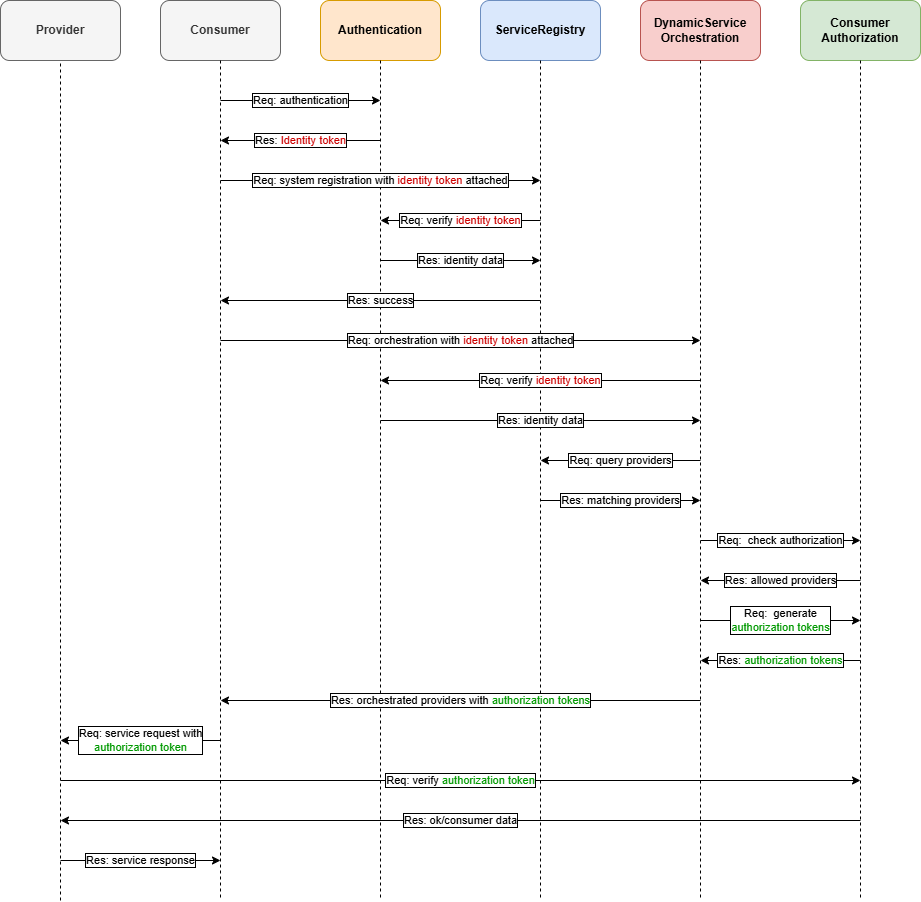 Provider
Consumer
Authentication
ServiceRegistry
DynamicService
Orchestration
Consumer
Authorization
Req: authentication
Res: Identity token
Req: system registration with identity token attached
Req: verify identity token
Res: identity data
Res: success
Req: orchestration with identity token attached
Req: verify identity token
Res: identity data
Req: query providers
Res: matching providers
Req:  check authorization
Res: allowed providers
Req:  generate
authorization tokens
Res: authorization tokens
Res: orchestrated providers with authorization tokens
Req: service request with
authorization token
Req: verify authorization token
Res: ok/consumer data
Res: service response